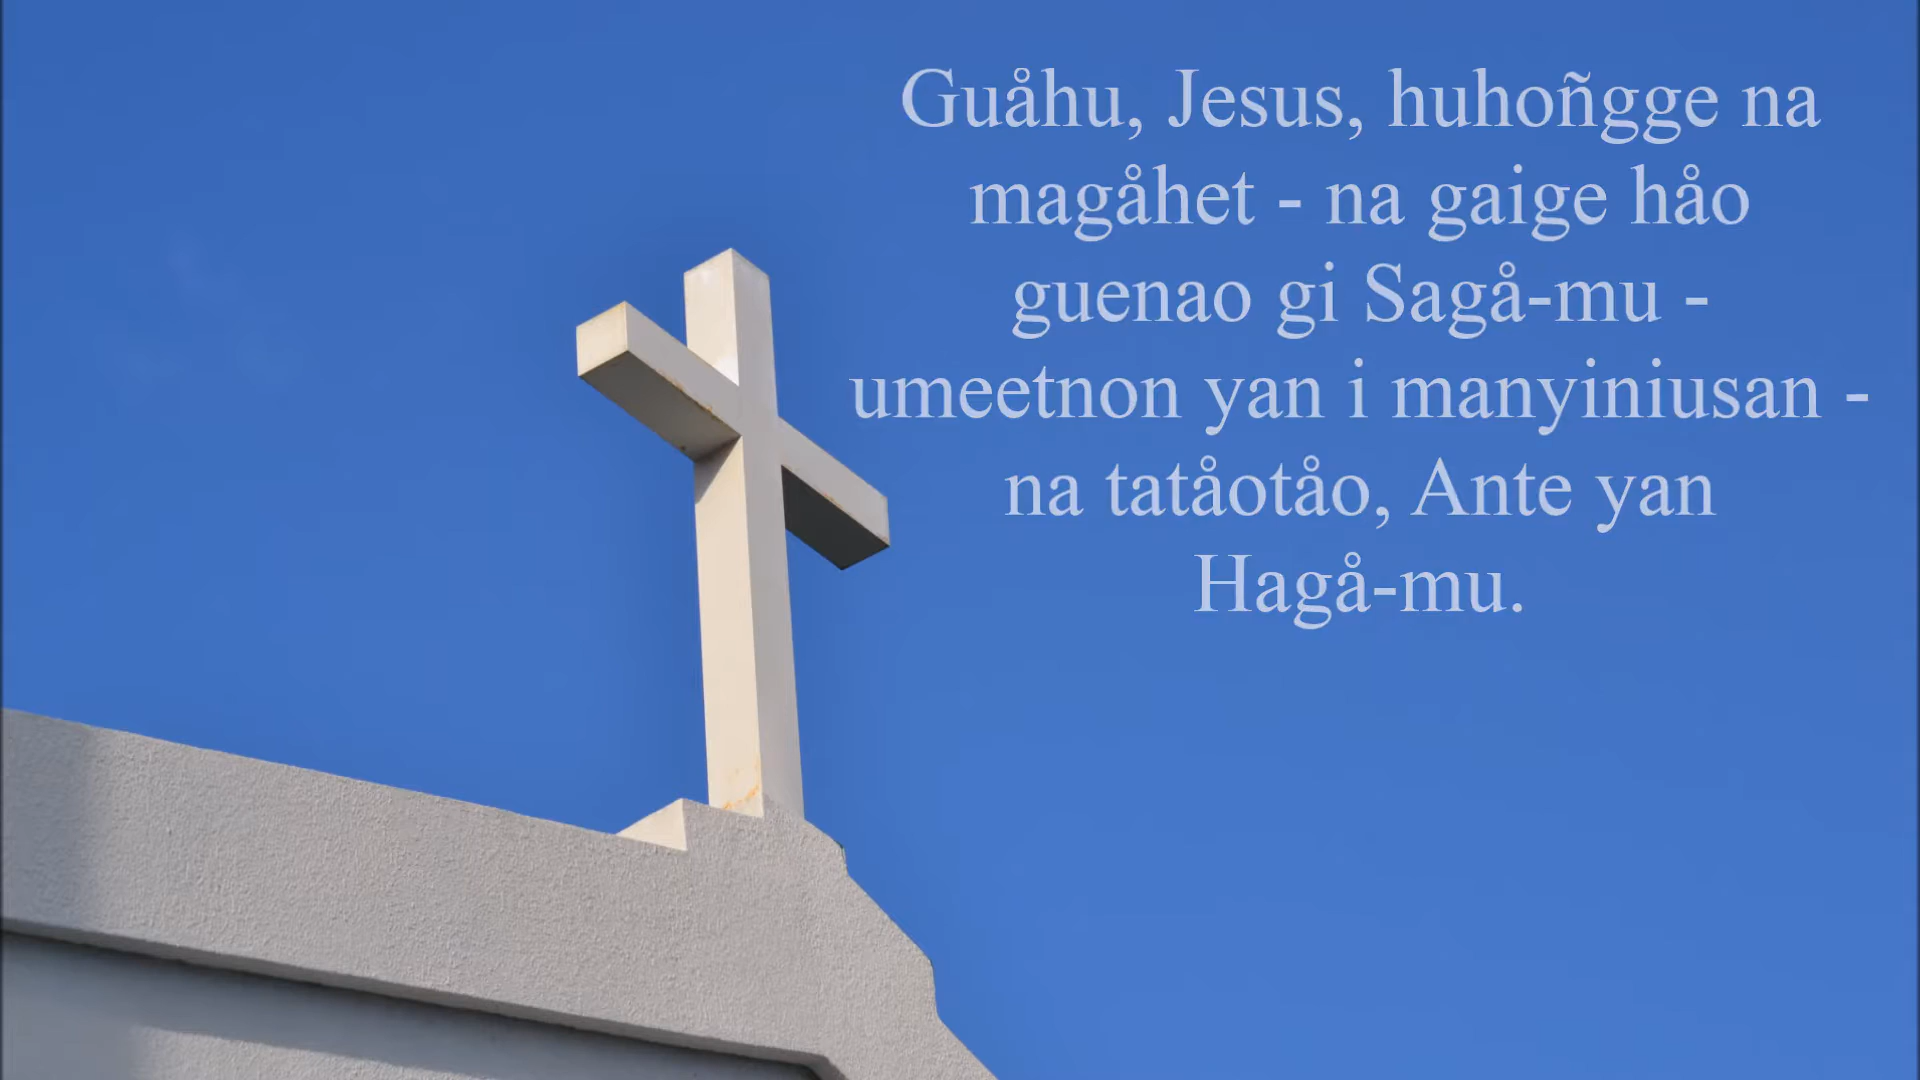 Guåhu, Jesus, huhoñgge na
magåhet - na gaige håo
guenao gi Sagå-mu -
umeetnon yan i manyiniusan -
na tatåotåo, Ante yan
Hagå-mu.